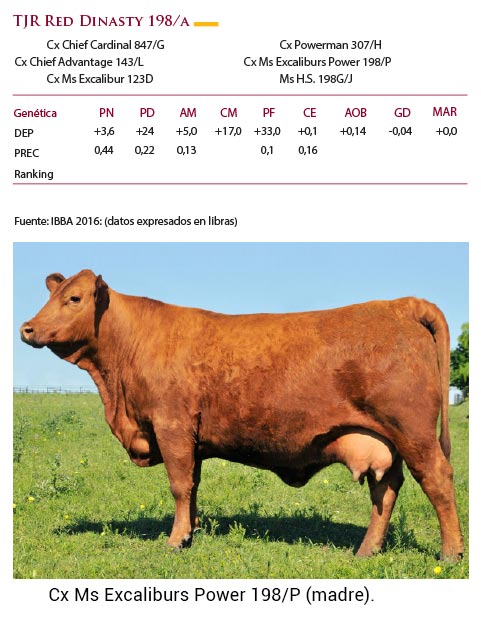 TJR Red Dinasty 198/A
Cx Chief Cardinal 847/G Cx Powerman 307/H
Cx Chief Advantage 143/L Cx Ms Excaliburs Power 198/P
Cx Ms Excalibur 123D Ms H.S. 198G/J
Genética PN PD AM CM PF CE AOB GD MAR
DEP +3,6 +24 +5,0 +17,0 +33,0 +0,1 +0,14 -0,04 +0,0
PREC 0,44 0,22 0,13 0,1 0,16
Ranking
Fuente: IBBA 2016: (datos expresados en libras)
Cx Ms Excaliburs Power 198/P (madre).